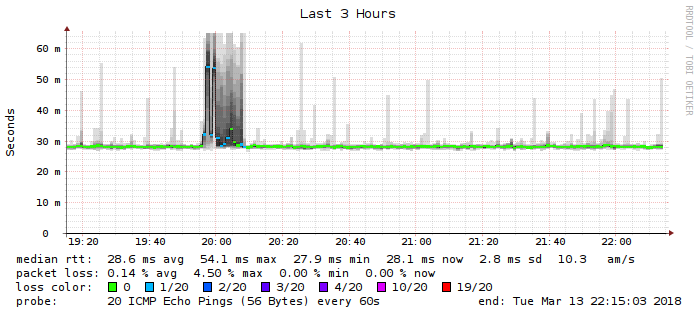 Last 3 Hours
RRDTOOL / TOBI OETIKER
Seconds
60 m
50 m
40 m
30 m
20 m
10 m
0
19:20 19:40 20:00 20:20 20:40 21:00 21:20 21:40 22:00
median rtt: 28.6 ms avg 54.1 ms max 27.9 ms min 28.1 ms now 2.8 ms sd 10.3 am/s
packet loss: 0.14 % avg 4.50 % max 0.00 % min 0.00 % now
loss color: 0 1/20 2/20 3/20 4/20 10/20 19/20
probe: 20 ICMP Echo Pings (56 Bytes) every 60s end: Tue Mar 13 22:15:03 2018